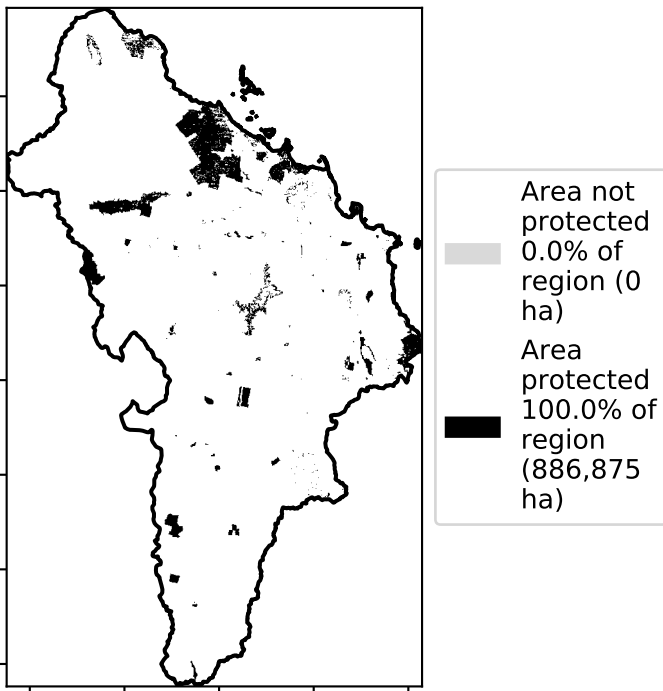 Area not
protected
0.0% of
region (0
ha)
Area
protected
100.0% of
region
(886,875
ha)